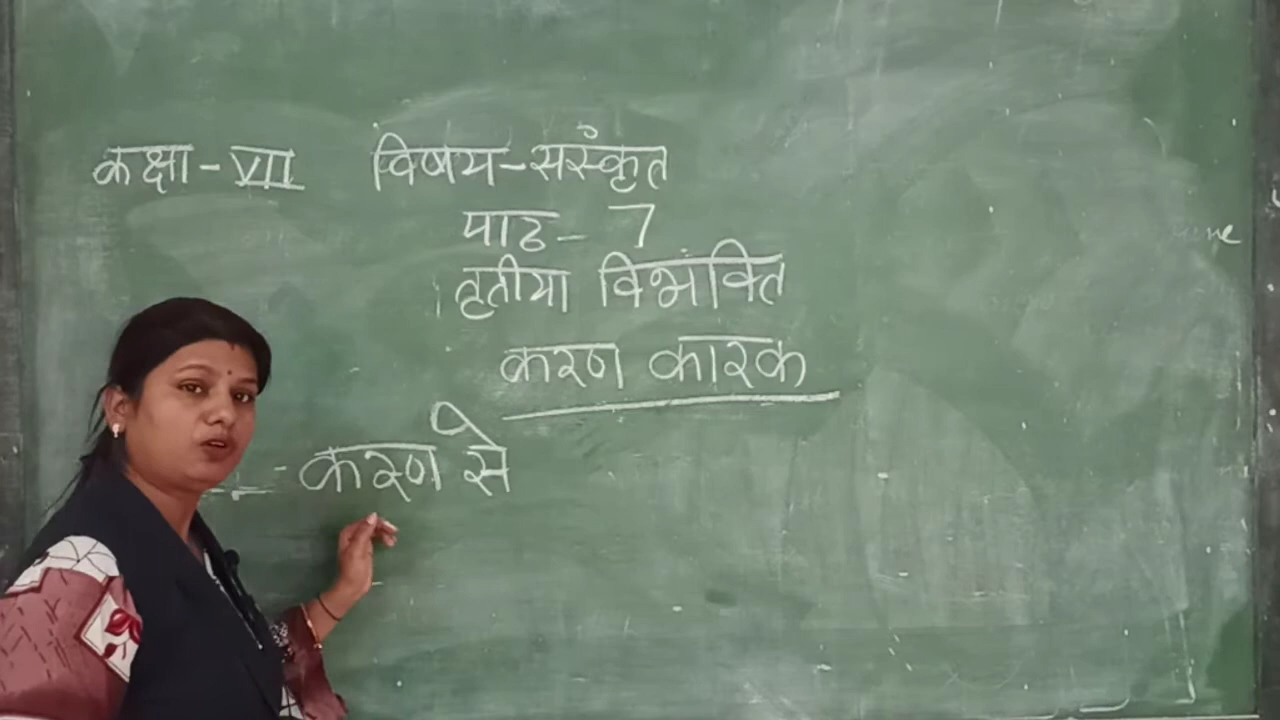 कक्षा - VII विषय - संस्कृत
पाठ - 7
तृतीया विभक्ति
करण कारक
- करण से